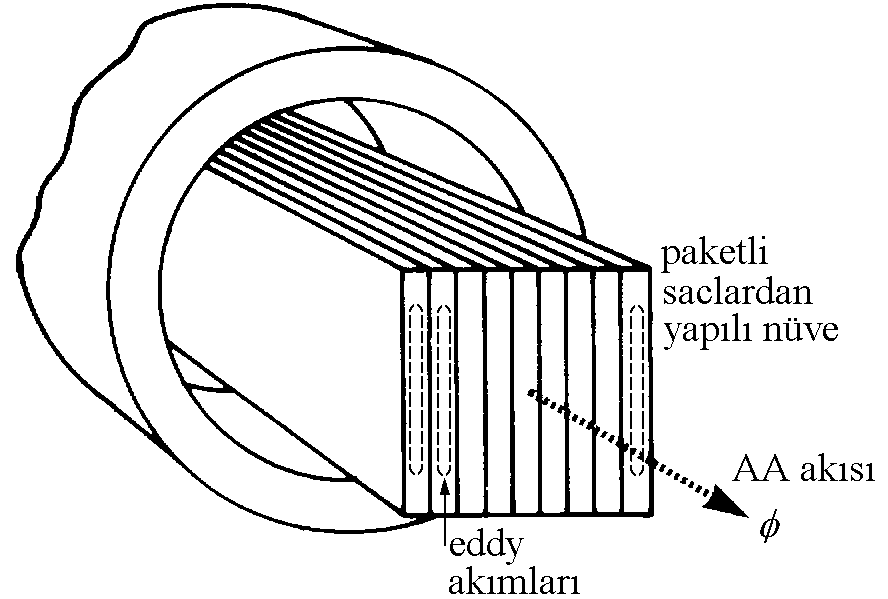 paketli
saclardan
yapılı nüve
AA akısı
ϕ
eddy
akımları